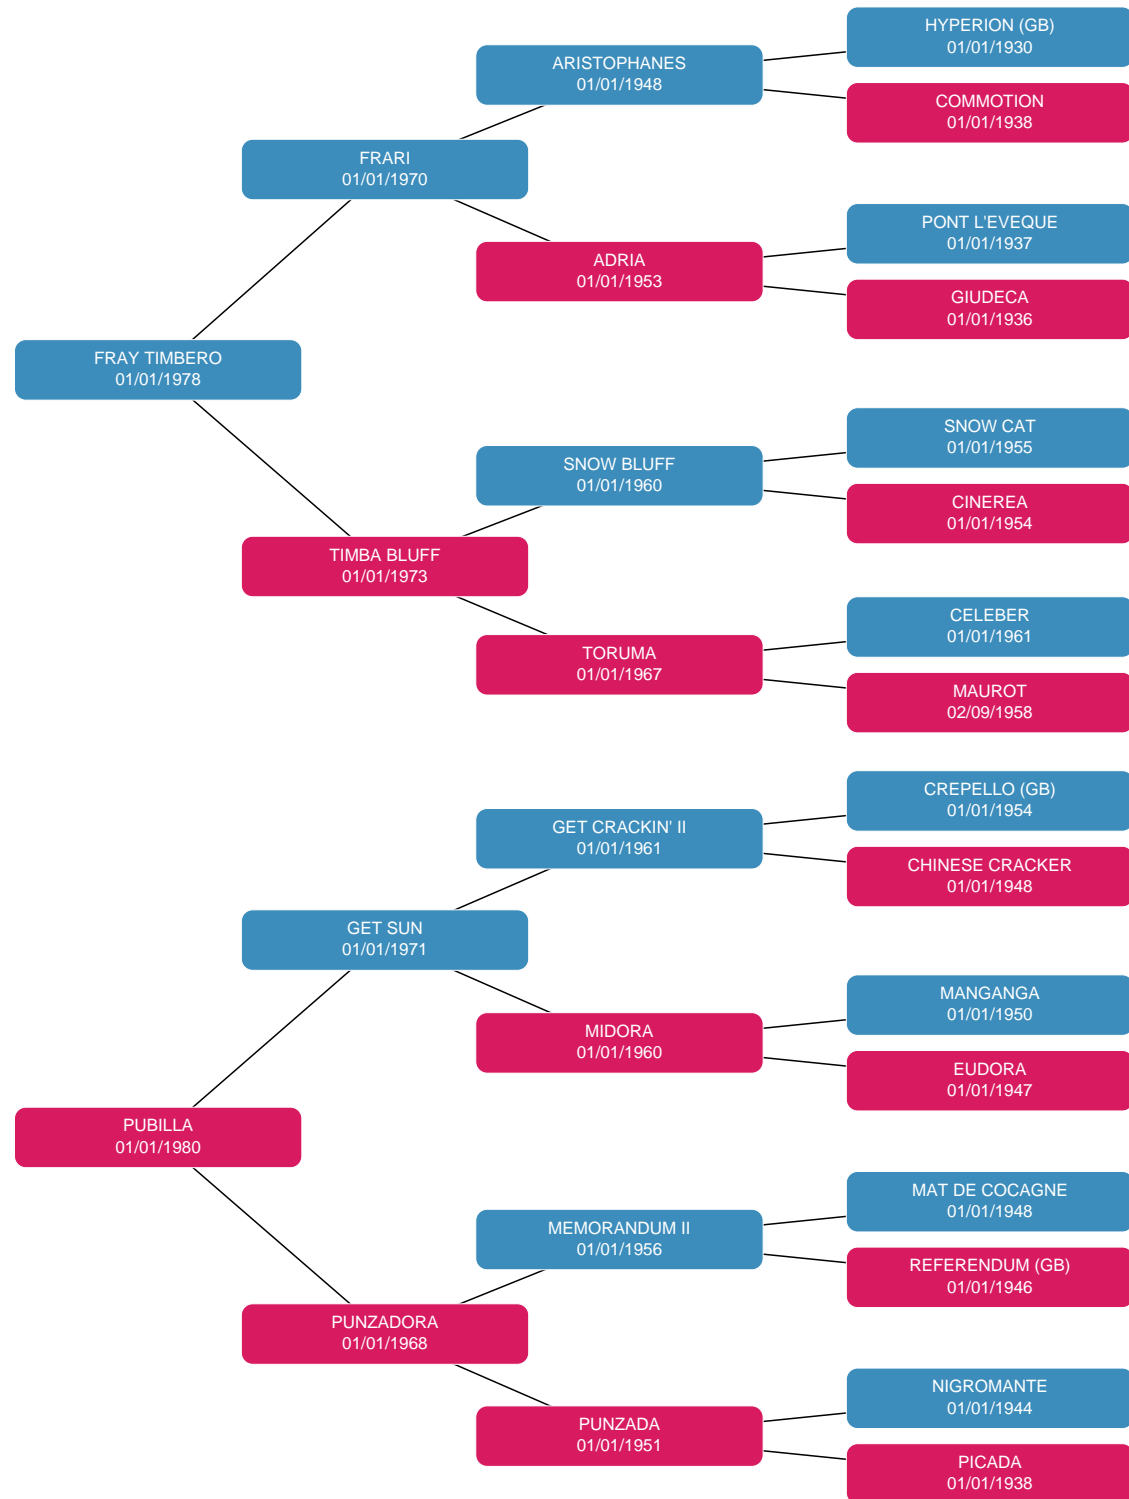 HYPERION (GB)
01/01/1930
ARISTOPHANES
01/01/1948
COMMOTION
01/01/1938
FRARI
01/01/1970
PONT L'EVEQUE
01/01/1937
ADRIA
01/01/1953
GIUDECA
01/01/1936
FRAY TIMBERO
01/01/1978
SNOW CAT
01/01/1955
SNOW BLUFF
01/01/1960
CINEREA
01/01/1954
TIMBA BLUFF
01/01/1973
CELEBER
01/01/1961
TORUMA
01/01/1967
MAUROT
02/09/1958
CREPELLO (GB)
01/01/1954
GET CRACKIN' II
01/01/1961
CHINESE CRACKER
01/01/1948
GET SUN
01/01/1971
MANGANGA
01/01/1950
MIDORA
01/01/1960
EUDORA
01/01/1947
PUBILLA
01/01/1980
MAT DE COCAGNE
01/01/1948
MEMORANDUM II
01/01/1956
REFERENDUM (GB)
01/01/1946
PUNZADORA
01/01/1968
NIGROMANTE
01/01/1944
PUNZADA
01/01/1951
PICADA
01/01/1938